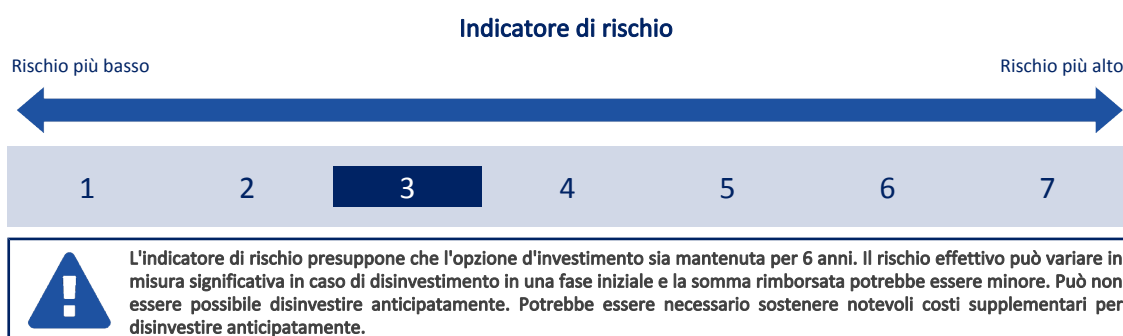 Indicatore di rischio
Rischio più basso
Rischio più alto
1 2 3 4 5 6 7
L'indicatore di rischio presuppone che l'opzione d'investimento sia mantenuta per 6 anni. Il rischio effettivo può variare in
misura significativa in caso di disinvestimento in una fase iniziale e la somma rimborsata potrebbe essere minore. Può non
essere possibile disinvestire anticipatamente. Potrebbe essere necessario sostenere notevoli costi supplementari per
disinvestire anticipatamente.